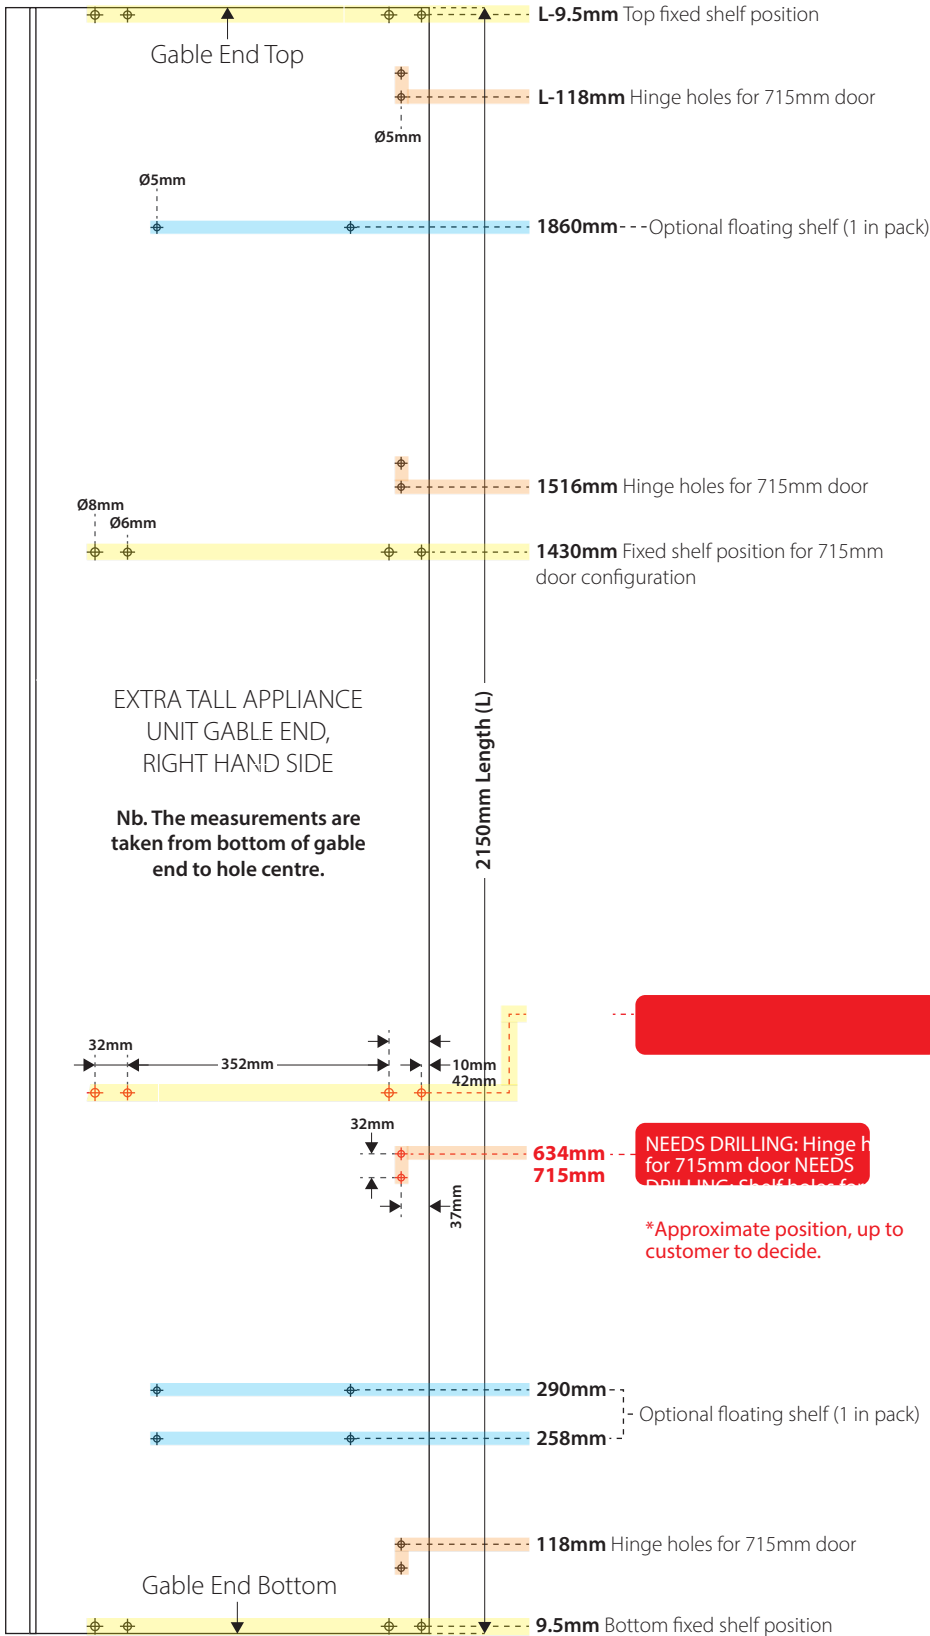 L-9.5mm Top fixed shelf position
Gable End Top
L-118mm Hinge holes for 715mm door
Ø5mm
Ø5mm
1860mm Optional floating shelf (1 in pack)
1516mm Hinge holes for 715mm door
Ø8mm
Ø6mm
1430mm Fixed shelf position for 715mm
door configuration
EXTRA TALL APPLIANCE
UNIT GABLE END,
RIGHT HAND SIDE
Nb. The measurements are
taken from bottom of gable
end to hole centre.
2150mm Length (L)
32mm
352mm
10mm
42mm
32mm
37mm
634mm
715mm
NEEDS DRILLING: Hinge
for 715mm door NEEDS
DRILLING: Shelf holes for
*Approximate position, up to
customer to decide.
290mm
Optional floating shelf (1 in pack)
258mm
118mm Hinge holes for 715mm door
Gable End Bottom
9.5mm Bottom fixed shelf position